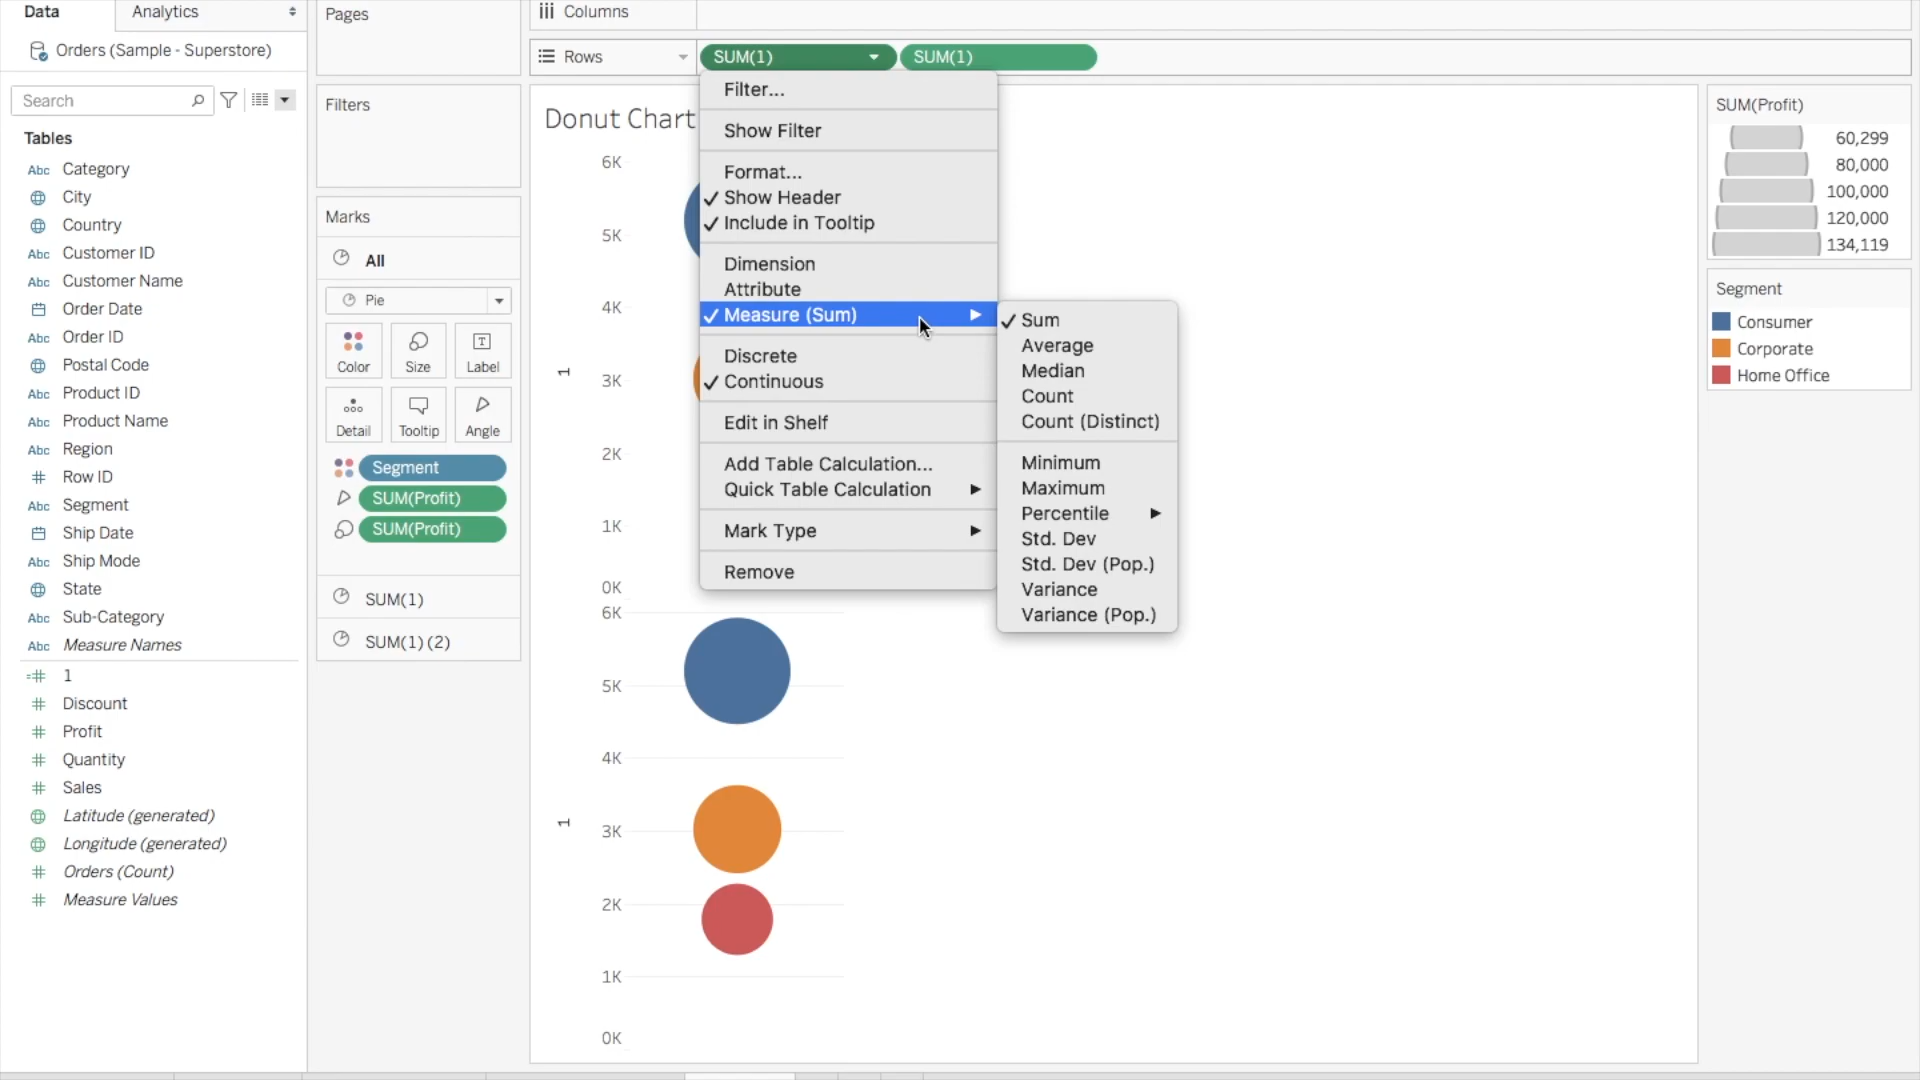 Data
Analytics
Orders (Sample - Superstore)
Search
Tables
Abc Category
City
Country
Abc Customer ID
Abc Customer Name
Order Date
Abc Order ID
Postal Code
Abc Product ID
Abc Product Name
Abc Region
# Row ID
Abc Segment
Ship Date
Abc Ship Mode
State
Abc Sub-Category
Abc Measure Names
=# 1
# Discount
# Profit
# Quantity
# Sales
Latitude (generated)
Longitude (generated)
# Orders (Count)
# Measure Values
Pages
Filters
Marks
All
Pie
Color
Size
T
Label
Detail
Tooltip
Angle
Segment
SUM(Profit)
SUM(Profit)
SUM(1)
SUM(1) (2)
Columns
Rows
SUM(1)
SUM(1)
Donut Chart
6K
5K
4K
3K
2K
1K
0K
1
6K
5K
4K
3K
2K
1K
0K
1
Filter...
Show Filter
Format...
✓ Show Header
✓ Include in Tooltip
Dimension
Attribute
✓ Measure (Sum)
Discrete
✓ Continuous
Edit in Shelf
Add Table Calculation...
Quick Table Calculation
Mark Type
Remove
✓ Sum
Average
Median
Count
Count (Distinct)
Minimum
Maximum
Percentile
Std. Dev
Std. Dev (Pop.)
Variance
Variance (Pop.)
SUM(Profit)
60,299
80,000
100,000
120,000
134,119
Segment
Consumer
Corporate
Home Office